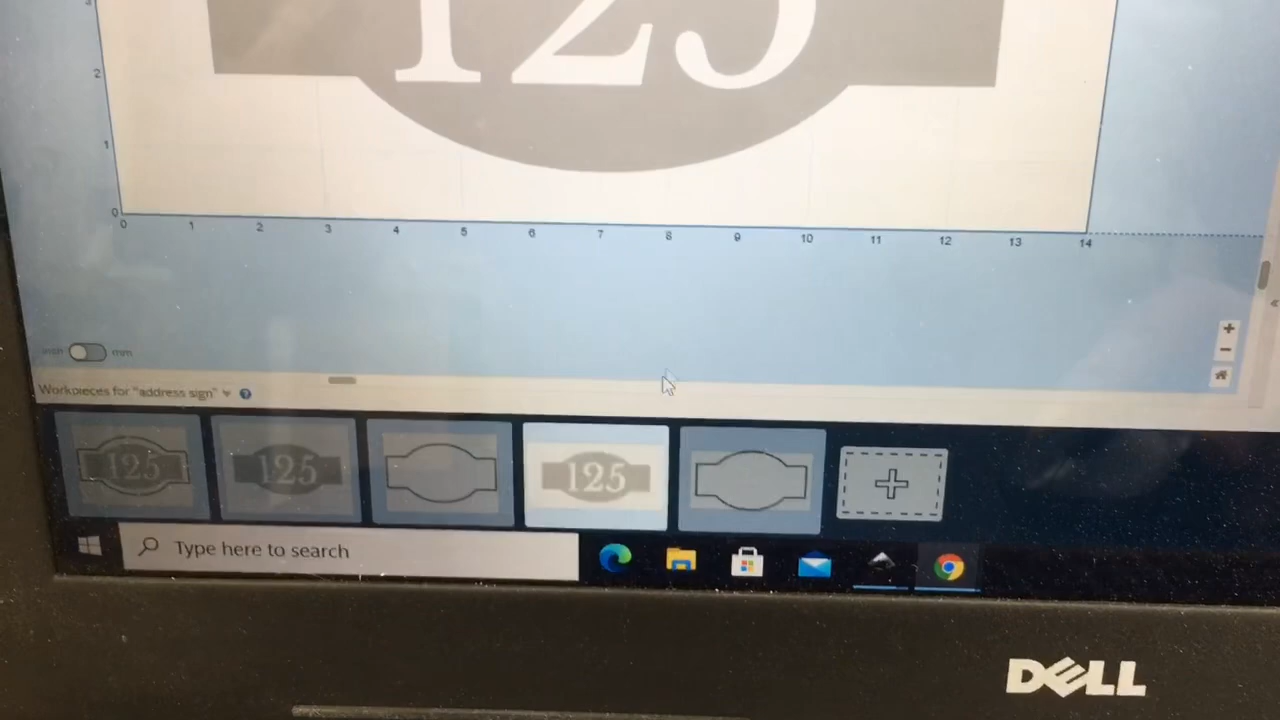 3
125
2
1
0
0 1 2 3 4 5 6 7 8 9 10 11 12 13 14
inch mm
Workpieces for "address sign"
125 125 125
Type here to search
DELL